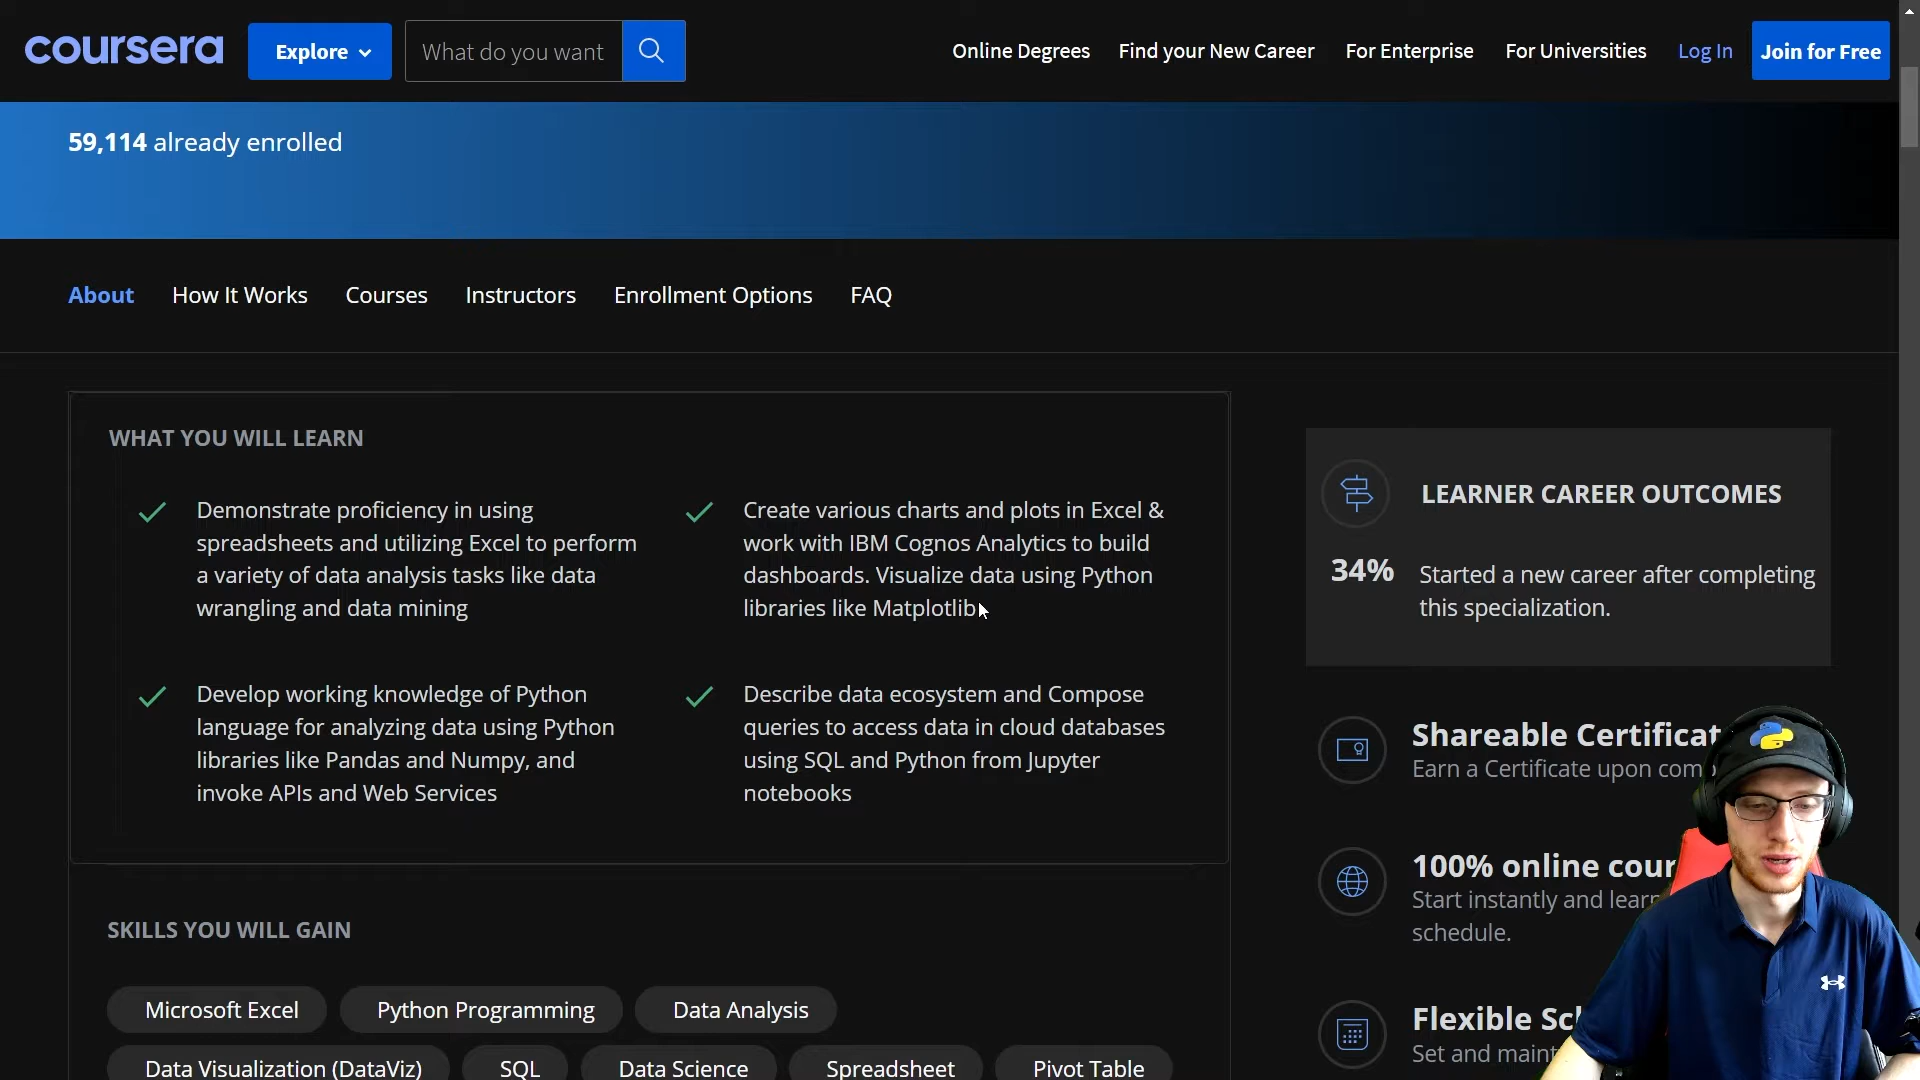 coursera
Explore
What do you want
Online Degrees
Find your New Career
For Enterprise
For Universities
Log In
Join for Free
59,114 already enrolled
About
How It Works
Courses
Instructors
Enrollment Options
FAQ
WHAT YOU WILL LEARN
Demonstrate proficiency in using
spreadsheets and utilizing Excel to perform
a variety of data analysis tasks like data
wrangling and data mining
Create various charts and plots in Excel &
work with IBM Cognos Analytics to build
dashboards. Visualize data using Python
libraries like Matplotlib
Develop working knowledge of Python
language for analyzing data using Python
libraries like Pandas and Numpy, and
invoke APIs and Web Services
Describe data ecosystem and Compose
queries to access data in cloud databases
using SQL and Python from Jupyter
notebooks
SKILLS YOU WILL GAIN
Microsoft Excel
Python Programming
Data Analysis
Data Visualization (DataViz)
SQL
Data Science
Spreadsheet
Pivot Table
LEARNER CAREER OUTCOMES
34%
Started a new career after completing
this specialization.
Shareable Certificat
Earn a Certificate upon com
100% online cour
Start instantly and learn
schedule.
Flexible Sc
Set and maint